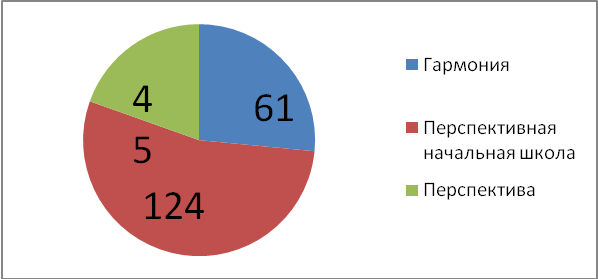 61
4
5
124
Гармония
Перспективная
начальная школа
Перспектива